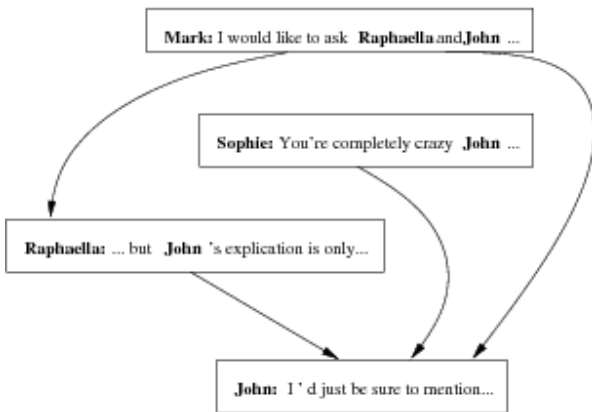 Mark: I would like to ask Raphaella and John ...
Sophie: You're completely crazy John ...
Raphaella: ... but John 's explication is only...
John: I ' d just be sure to mention...